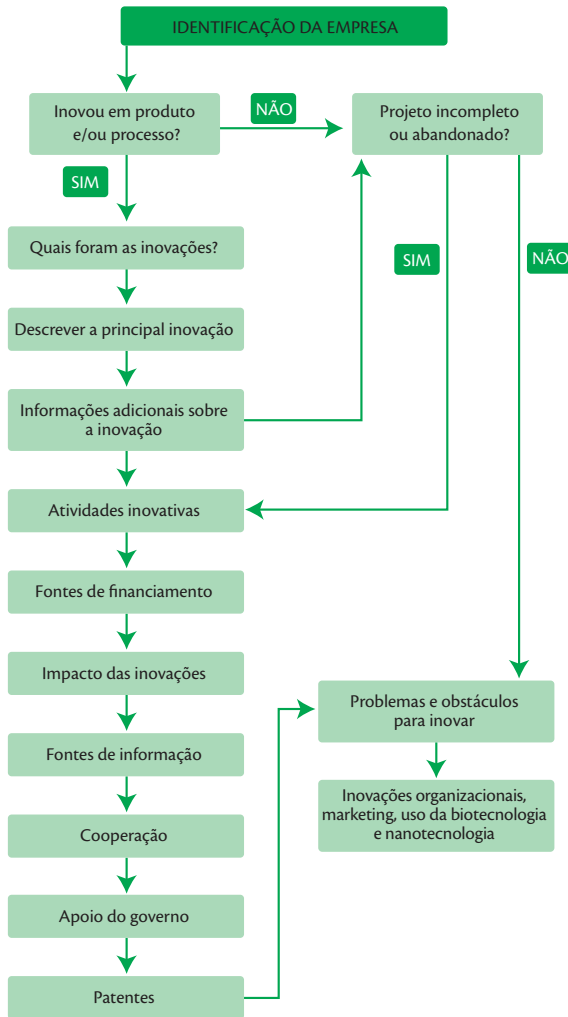 IDENTIFICAÇÃO DA EMPRESA
Inovou em produto
e/ou processo?
NÃO
Projeto incompleto
ou abandonado?
SIM
Quais foram as inovações?
SIM
NÃO
Descrever a principal inovação
Informações adicionais sobre
a inovação
Atividades inovativas
Fontes de financiamento
Impacto das inovações
Problemas e obstáculos
para inovar
Fontes de informação
Inovações organizacionais,
marketing, uso da biotecnologia
e nanotecnologia
Cooperação
Apoio do governo
Patentes